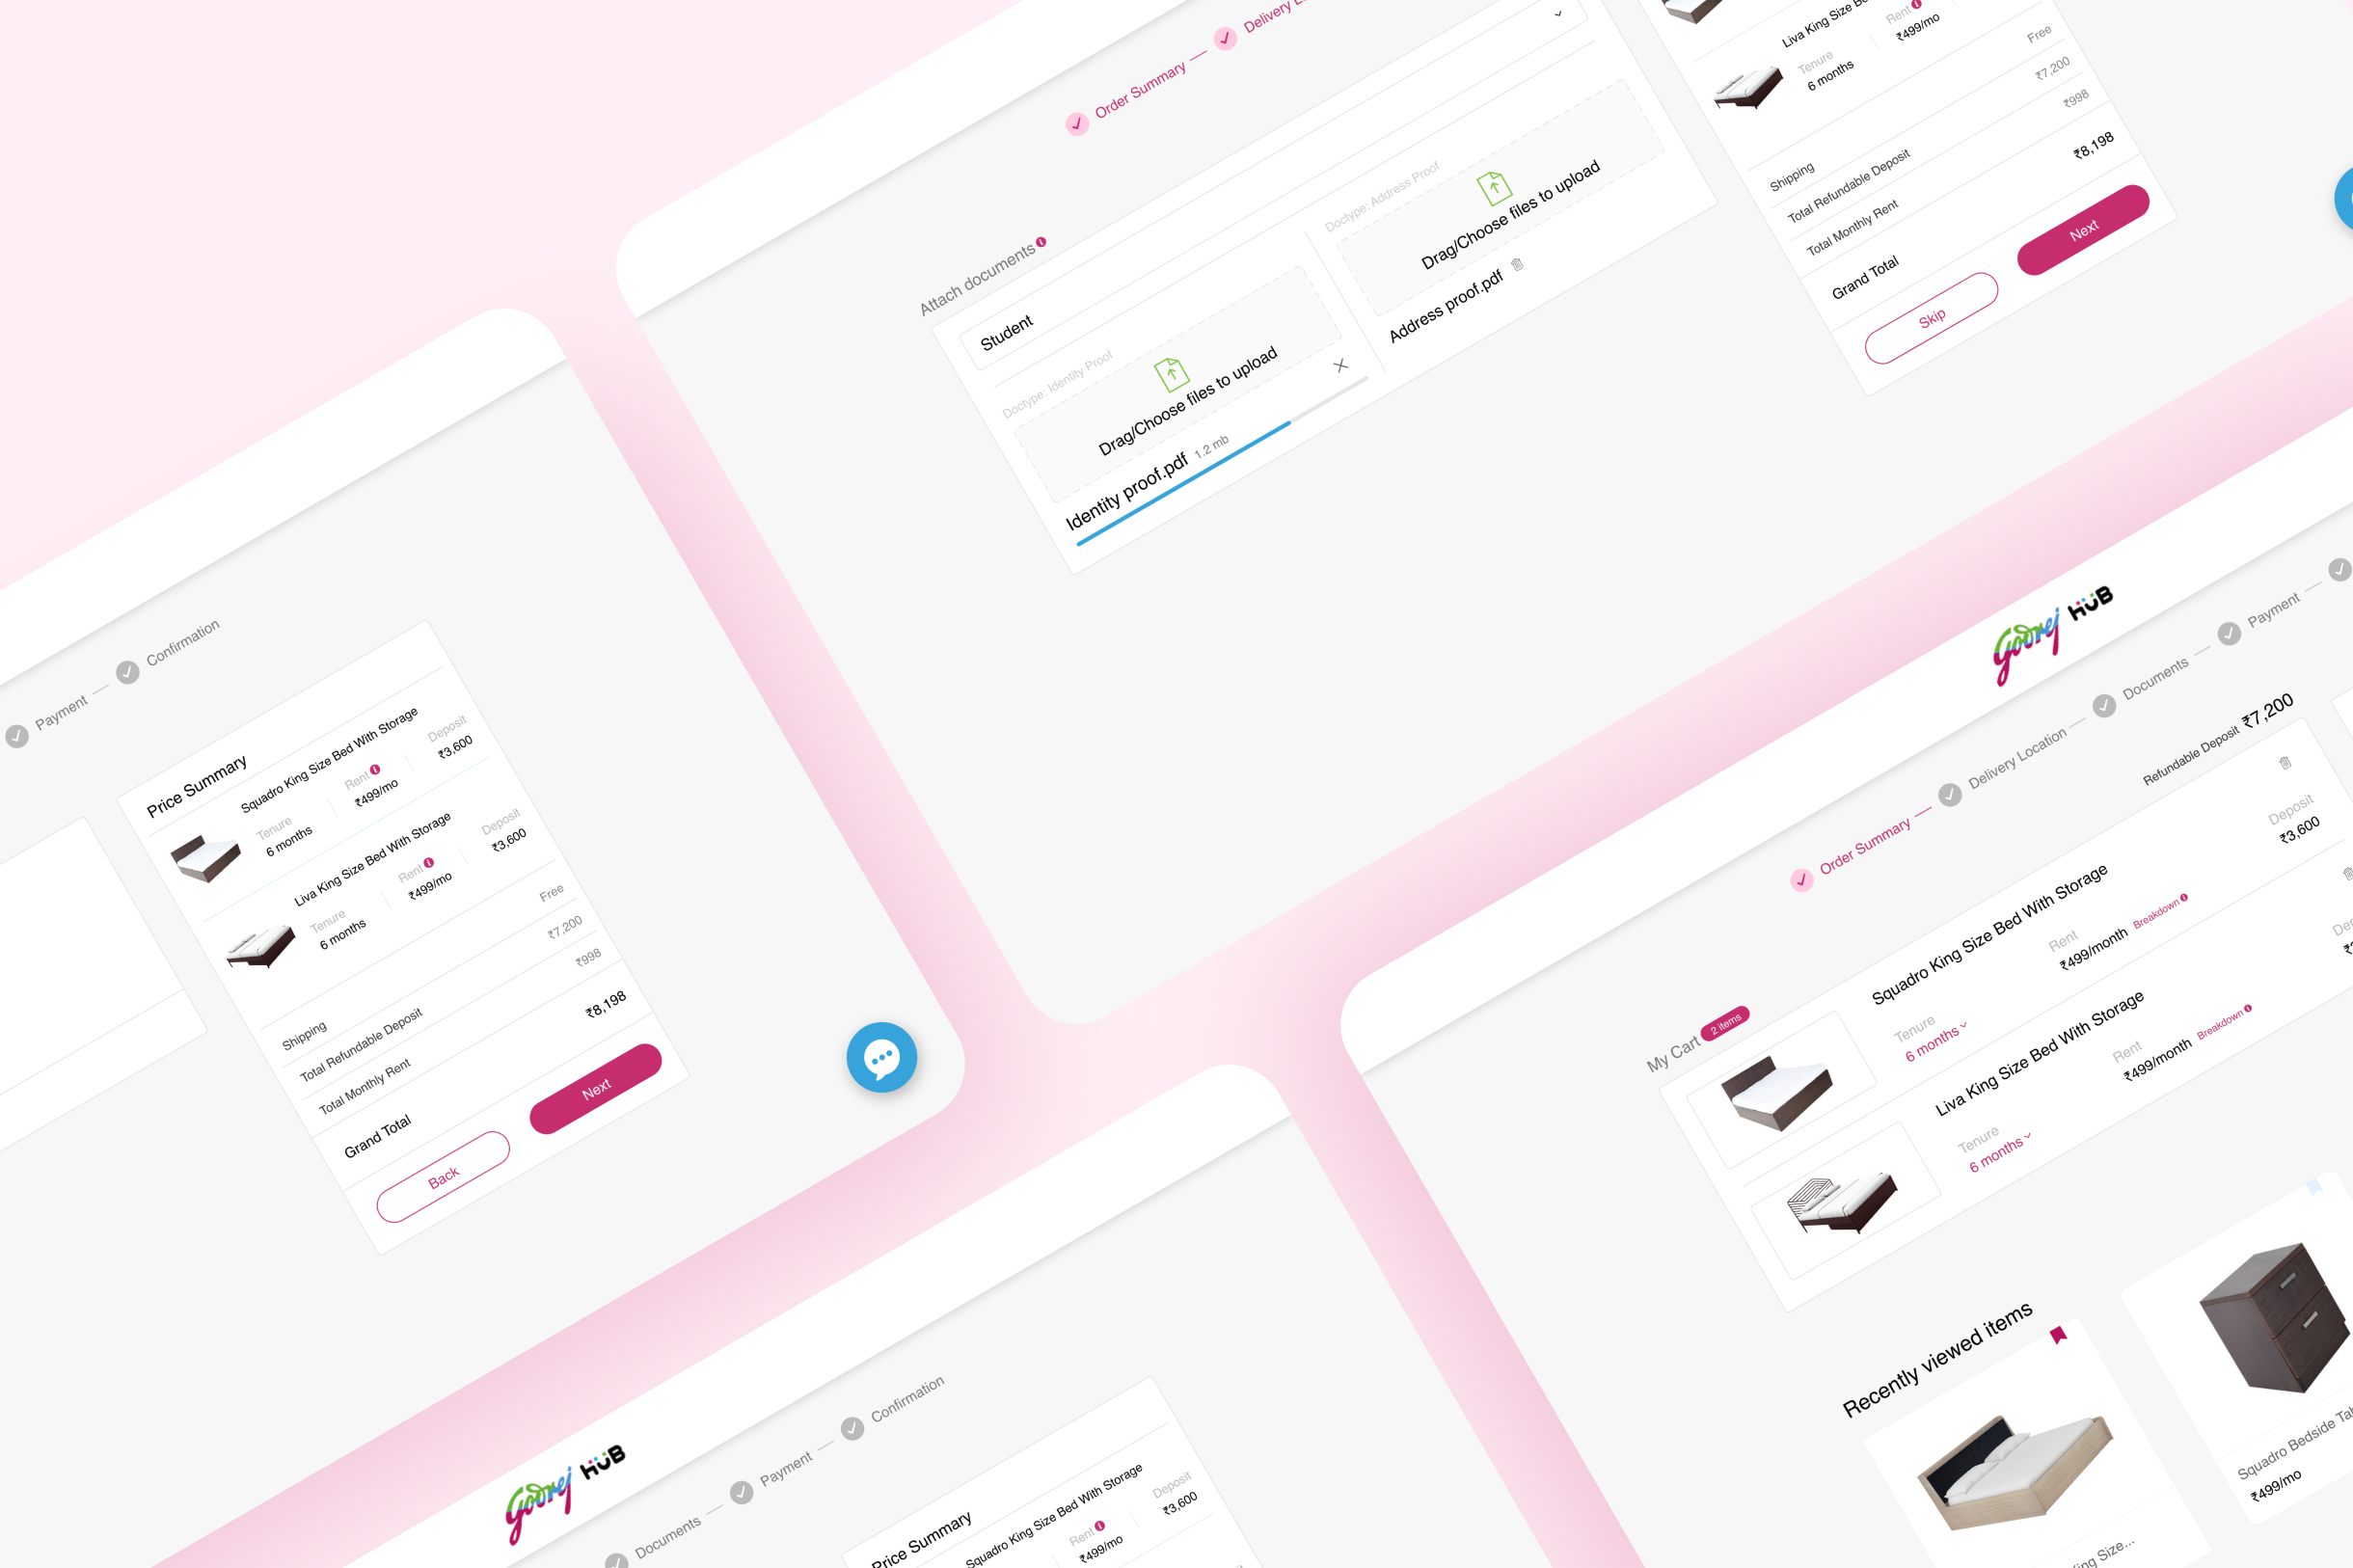 Payment
Confirmation
Price Summary
Squadro King Size Bed With Storage
Tenure
6 months
Rent
₹499/mo
Deposit
₹3,600
Liva King Size Bed With Storage
Tenure
6 months
Rent
₹499/mo
Deposit
₹3,600
Shipping
Free
Total Refundable Deposit
₹7,200
Total Monthly Rent
₹998
Grand Total
₹8,198
Back
Next
Order Summary
Delivery
Attach documents
Student
Doctype: Identity Proof
Drag/Choose files to upload
Identity proof.pdf 1.2 mb
Doctype: Address Proof
Drag/Choose files to upload
Address proof.pdf
Liva King Size
Tenure
6 months
Rent
₹499/mo
Shipping
Free
Total Refundable Deposit
₹7,200
Total Monthly Rent
₹998
Grand Total
₹8,198
Skip
Next
Godrej HUB
Order Summary
Delivery Location
Documents
Payment
My Cart 2 items
Refundable Deposit ₹7,200
Squadro King Size Bed With Storage
Tenure
6 months
Rent
₹499/month Breakdown
Deposit
₹3,600
Liva King Size Bed With Storage
Tenure
6 months
Rent
₹499/month Breakdown
Recently viewed items
King Size...
Squadro Bedside
₹499/mo
Godrej HUB
Documents
Payment
Confirmation
Price Summary
Squadro King Size Bed With Storage
Rent
₹499/mo
Deposit
₹3,600